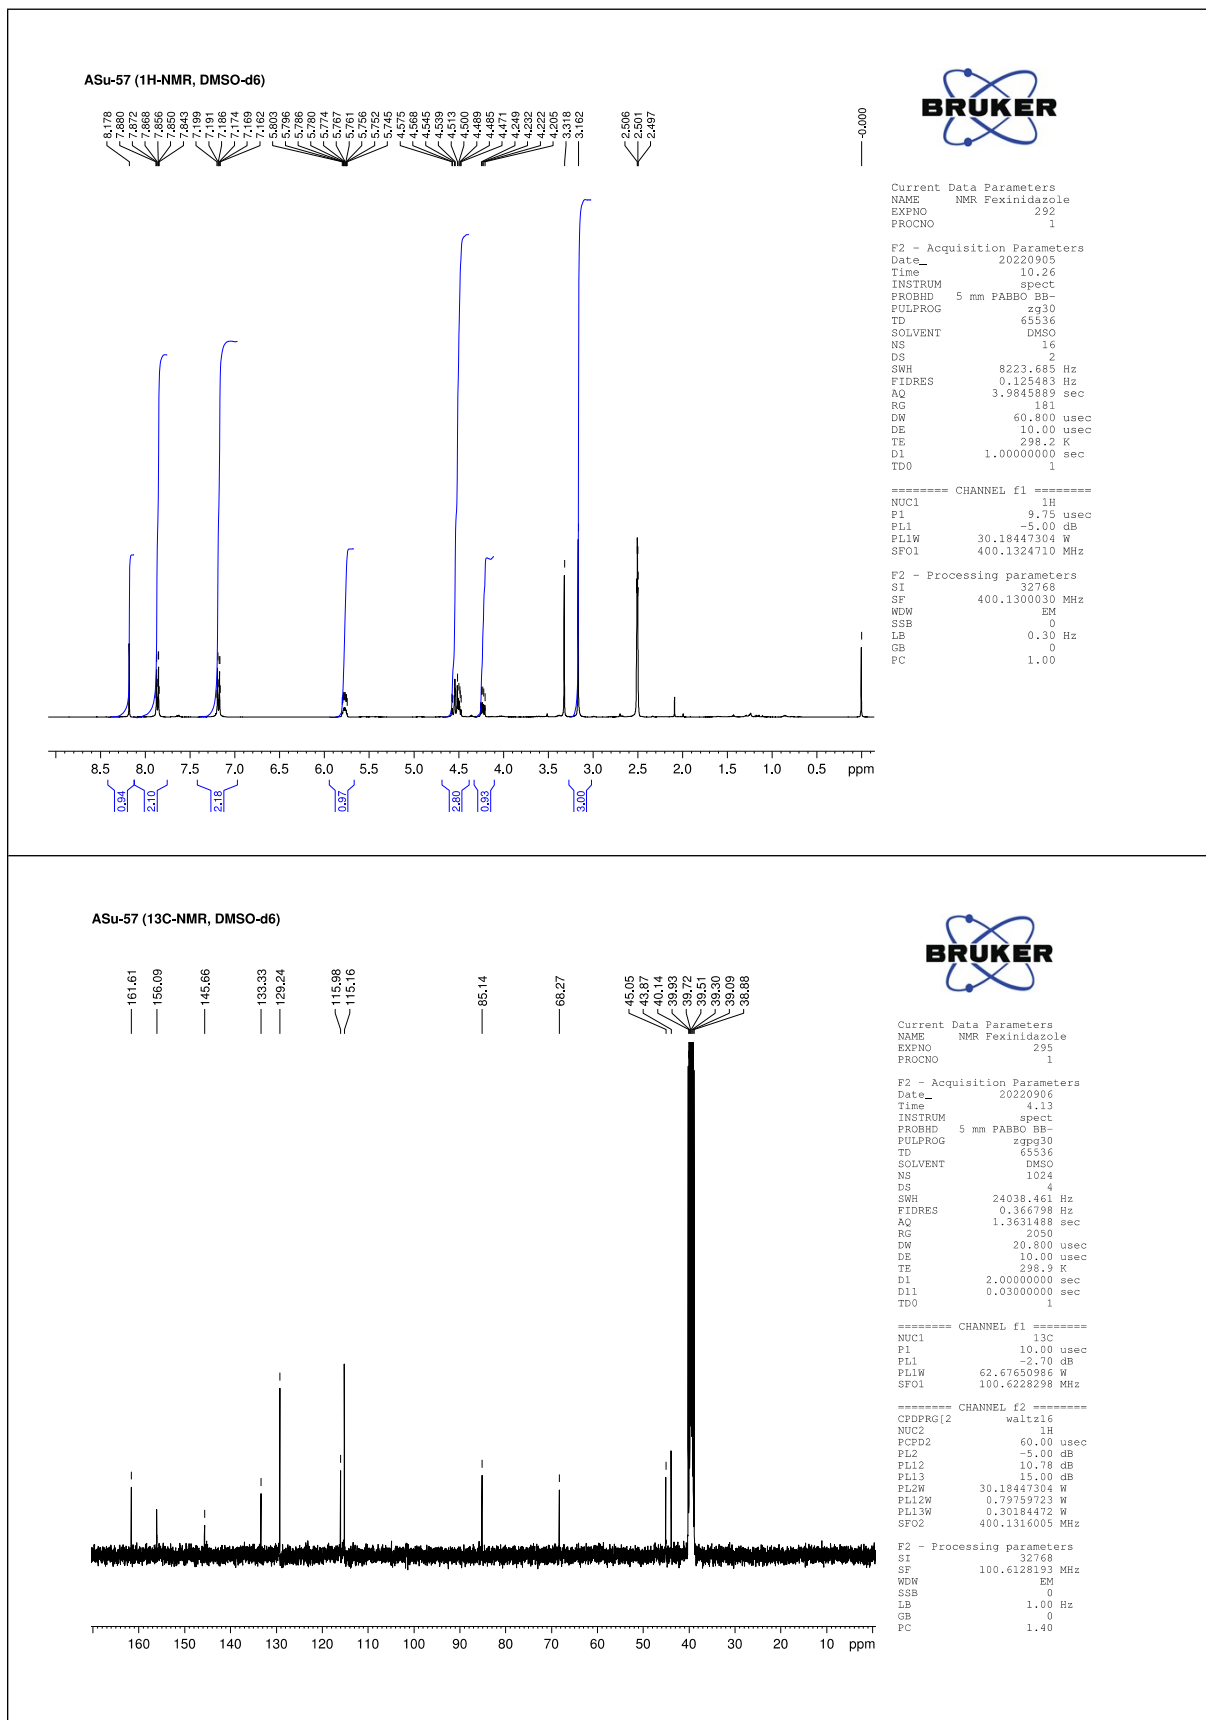 ASu-57 (1H-NMR, DMSO-d6)
8.178
7.880
7.872
7.868
7.856
7.850
7.843
7.199
7.191
7.186
7.174
7.169
7.162
5.803
5.796
5.786
5.780
5.774
5.767
5.761
5.756
5.752
5.745
4.575
4.568
4.545
4.539
4.513
4.500
4.489
4.485
4.471
4.249
4.232
4.222
4.205
3.318
3.162
2.506
2.501
2.497
-0.000
BRUKER
Current Data Parameters
NAME NMR Fexinidazole
EXPNO 292
PROCNO 1
F2 - Acquisition Parameters
Date_ 20220905
Time 10.26
INSTRUM spect
PROBHD 5 mm PABBO BB-
PULPROG zg30
TD 65536
SOLVENT DMSO
NS 16
DS 2
SWH 8223.685 Hz
FIDRES 0.125483 Hz
AQ 3.9845889 sec
RG 181
DW 60.800 usec
DE 10.00 usec
TE 298.2 K
D1 1.00000000 sec
TD0 1
======== CHANNEL f1 ========
NUC1 1H
P1 9.75 usec
PL1 -5.00 dB
PL1W 30.18447304 W
SFO1 400.1324710 MHz
F2 - Processing parameters
SI 32768
SF 400.1300030 MHz
WDW EM
SSB 0
LB 0.30 Hz
GB 0
PC 1.00
8.5 8.0 7.5 7.0 6.5 6.0 5.5 5.0 4.5 4.0 3.5 3.0 2.5 2.0 1.5 1.0 0.5 ppm
0.94
2.10
2.18
0.97
2.80
0.93
3.00
ASu-57 (13C-NMR, DMSO-d6)
161.61
156.09
145.66
133.33
129.24
115.98
115.16
85.14
68.27
45.05
43.87
40.14
39.93
39.72
39.51
39.30
39.09
38.88
BRUKER
Current Data Parameters
NAME NMR Fexinidazole
EXPNO 295
PROCNO 1
F2 - Acquisition Parameters
Date_ 20220906
Time 4.13
INSTRUM spect
PROBHD 5 mm PABBO BB-
PULPROG zgpg30
TD 65536
SOLVENT DMSO
NS 1024
DS 4
SWH 24038.461 Hz
FIDRES 0.366798 Hz
AQ 1.3631488 sec
RG 2050
DW 20.800 usec
DE 10.00 usec
TE 298.9 K
D1 2.00000000 sec
D11 0.03000000 sec
TD0 1
======== CHANNEL f1 ========
NUC1 13C
P1 10.00 usec
PL1 -2.70 dB
PL1W 62.67650986 W
SFO1 100.6228298 MHz
======== CHANNEL f2 ========
CPDPRG[2 waltz16
NUC2 1H
PCPD2 60.00 usec
PL2 -5.00 dB
PL12 10.78 dB
PL13 15.00 dB
PL2W 30.18447304 W
PL12W 0.79759723 W
PL13W 0.30184472 W
SFO2 400.1316005 MHz
F2 - Processing parameters
SI 32768
SF 100.6128193 MHz
WDW EM
SSB 0
LB 1.00 Hz
GB 0
PC 1.40
160 150 140 130 120 110 100 90 80 70 60 50 40 30 20 10 ppm